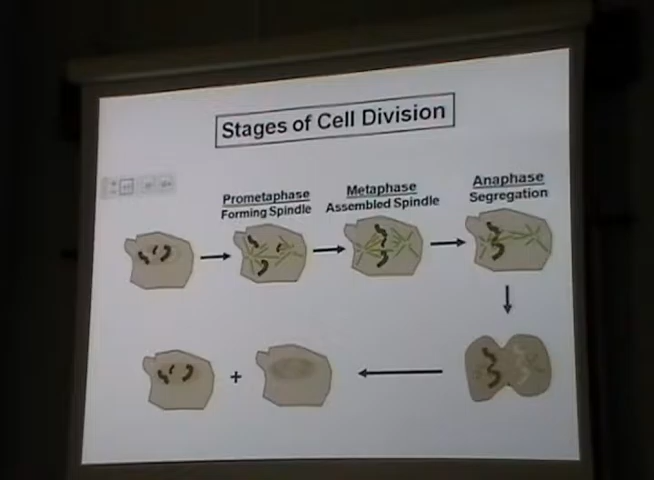 Stages of Cell Division
Prometaphase
Forming Spindle
Metaphase
Assembled Spindle
Anaphase
Segregation
+